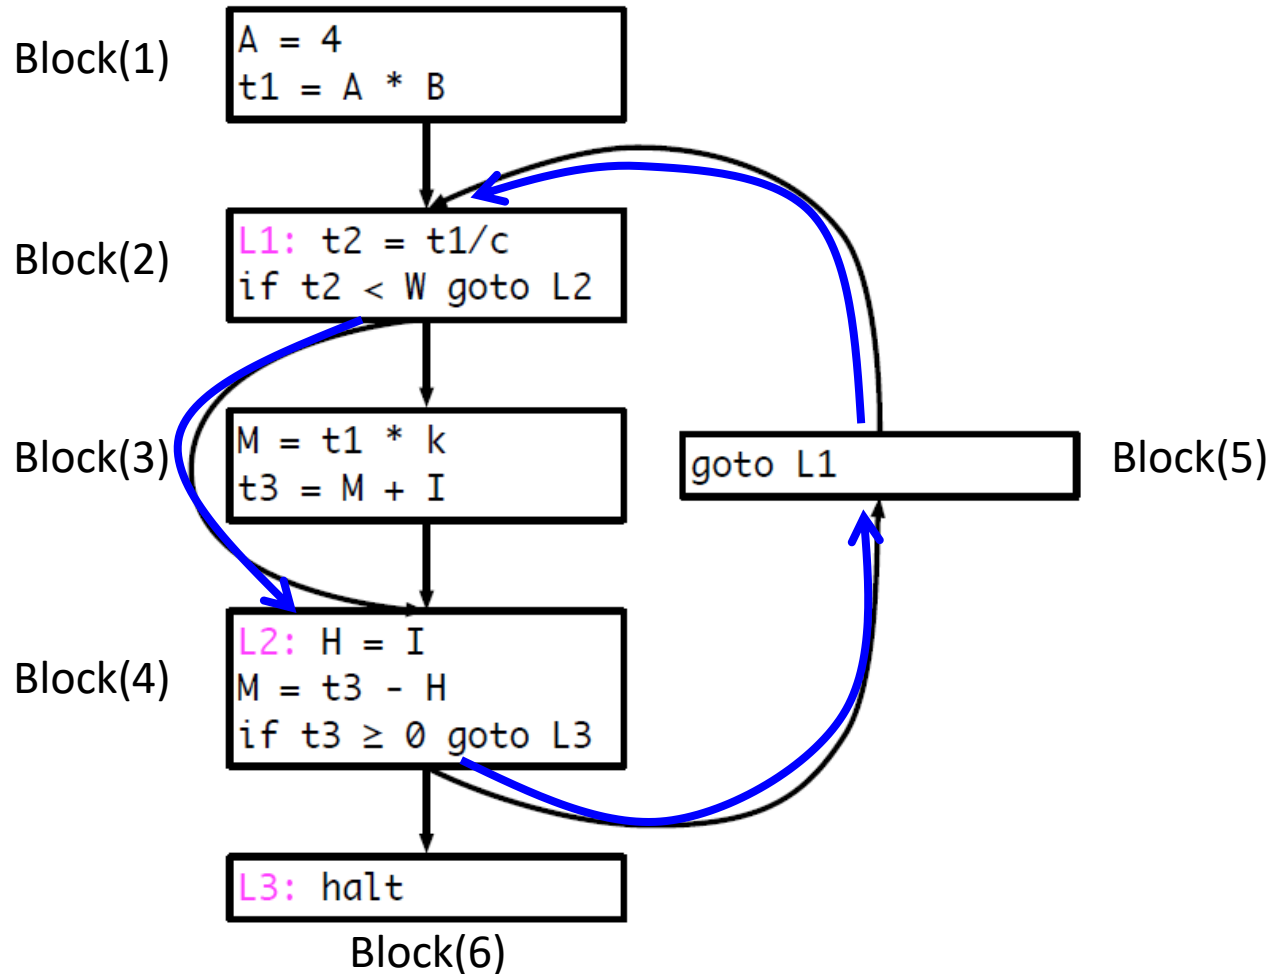 Block(1)
A = 4
t1 = A * B
Block(2)
L1: t2 = t1/c
if t2 < W goto L2
Block(3)
M = t1 * k
t3 = M + I
goto L1
Block(5)
Block(4)
L2: H = I
M = t3 - H
if t3 ≥ 0 goto L3
L3: halt
Block(6)